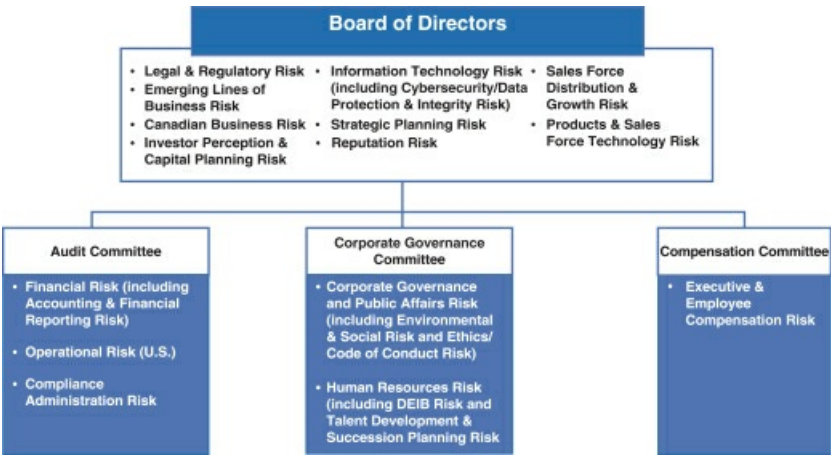 Board of Directors
• Legal & Regulatory Risk
• Emerging Lines of
Business Risk
• Canadian Business Risk
• Investor Perception &
Capital Planning Risk
• Information Technology Risk
(including Cybersecurity/Data
Protection & Integrity Risk)
• Strategic Planning Risk
• Reputation Risk
• Sales Force
Distribution &
Growth Risk
• Products & Sales
Force Technology Risk
Audit Committee
• Financial Risk (including
Accounting & Financial
Reporting Risk)
• Operational Risk (U.S.)
• Compliance
Administration Risk
Corporate Governance
Committee
• Corporate Governance
and Public Affairs Risk
(including Environmental
& Social Risk and Ethics/
Code of Conduct Risk)
• Human Resources Risk
(including DEIB Risk and
Talent Development &
Succession Planning Risk
Compensation Committee
• Executive &
Employee
Compensation Risk